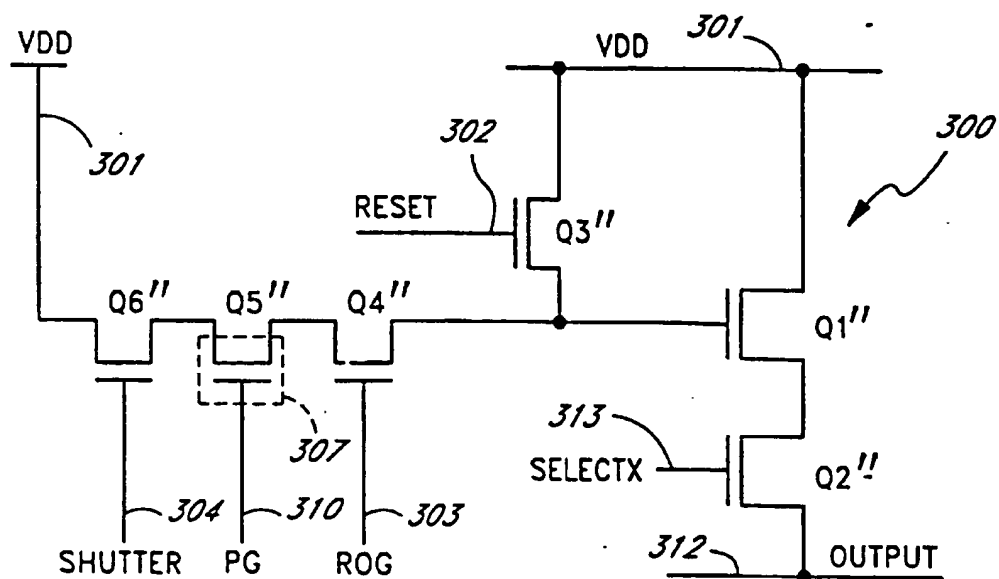 301
VDD
VDD
301
302
300
RESET
Q3"
Q6"
Q5"
Q4"
Q1"
307
313
SELECTX
Q2"
304
310
303
SHUTTER
PG
ROG
312
OUTPUT